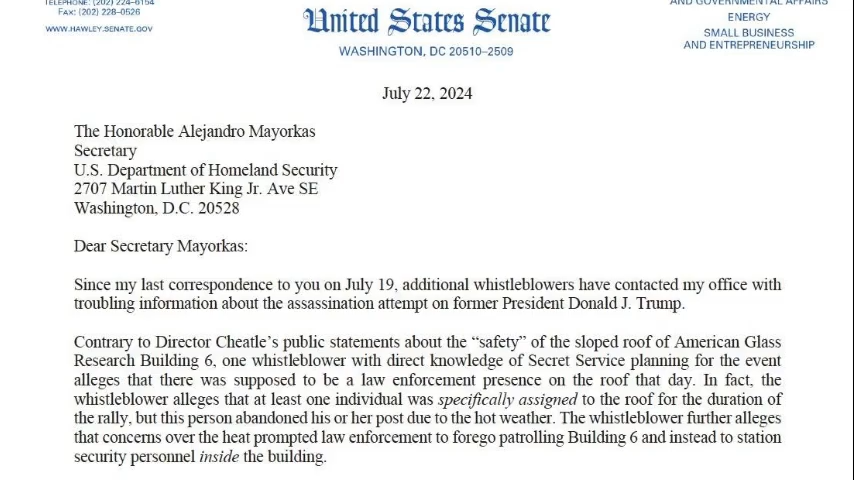 TELEPHONE: (202) 224-6154
FAX: (202) 228-0526
WWW.HAWLEY.SENATE.GOV
United States Senate
WASHINGTON, DC 20510-2509
AND GOVERNMENTAL AFFAIRS
ENERGY
SMALL BUSINESS
AND ENTREPRENEURSHIP
July 22, 2024
The Honorable Alejandro Mayorkas
Secretary
U.S. Department of Homeland Security
2707 Martin Luther King Jr. Ave SE
Washington, D.C. 20528
Dear Secretary Mayorkas:
Since my last correspondence to you on July 19, additional whistleblowers have contacted my office with
troubling information about the assassination attempt on former President Donald J. Trump.
Contrary to Director Cheatle’s public statements about the “safety” of the sloped roof of American Glass
Research Building 6, one whistleblower with direct knowledge of Secret Service planning for the event
alleges that there was supposed to be a law enforcement presence on the roof that day. In fact, the
whistleblower alleges that at least one individual was specifically assigned to the roof for the duration of
the rally, but this person abandoned his or her post due to the hot weather. The whistleblower further alleges
that concerns over the heat prompted law enforcement to forego patrolling Building 6 and instead to station
security personnel inside the building.